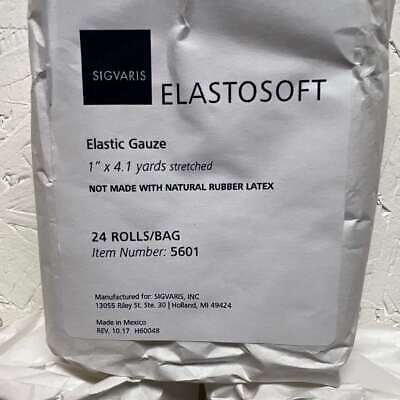 SIGVARIS
ELASTOSOFT
Elastic Gauze
1" x 4.1 yards stretched
NOT MADE WITH NATURAL RUBBER LATEX
24 ROLLS/BAG
Item Number: 5601
Manufactured for: SIGVARIS, INC
13055 Riley St. Ste. 30 | Holland, MI 49424
Made in Mexico
REV. 10.17 H60048